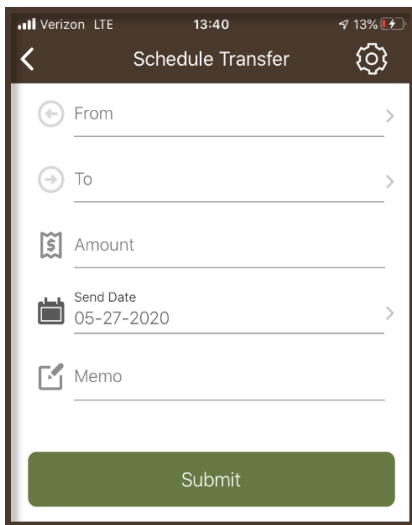 Verizon LTE 13:40 13%
Schedule Transfer
From
To
$ Amount
Send Date
05-27-2020
Memo
Submit